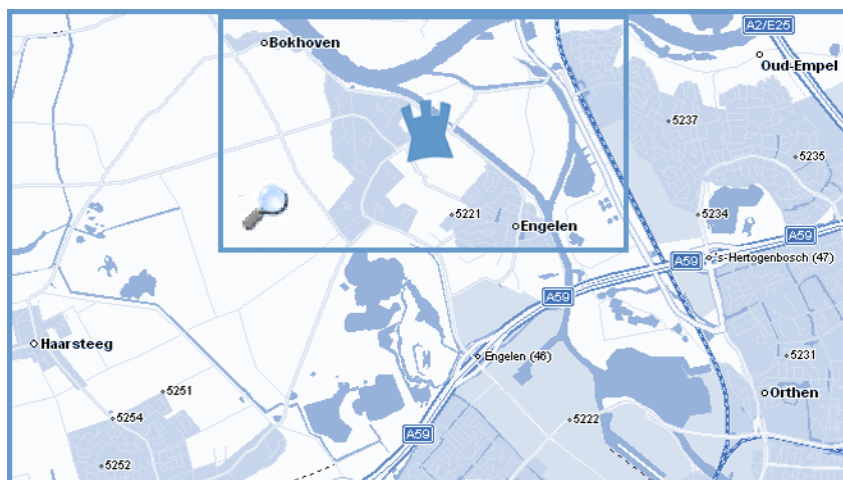 A2/E25
Bokhoven
Oud-Empel
5237
5235
5221
5234
Engelen
A59
A59
's-Hertogenbosch (47)
A59
Haarsteeg
Engelen (46)
5231
5251
Orthen
5254
5222
A59
5252